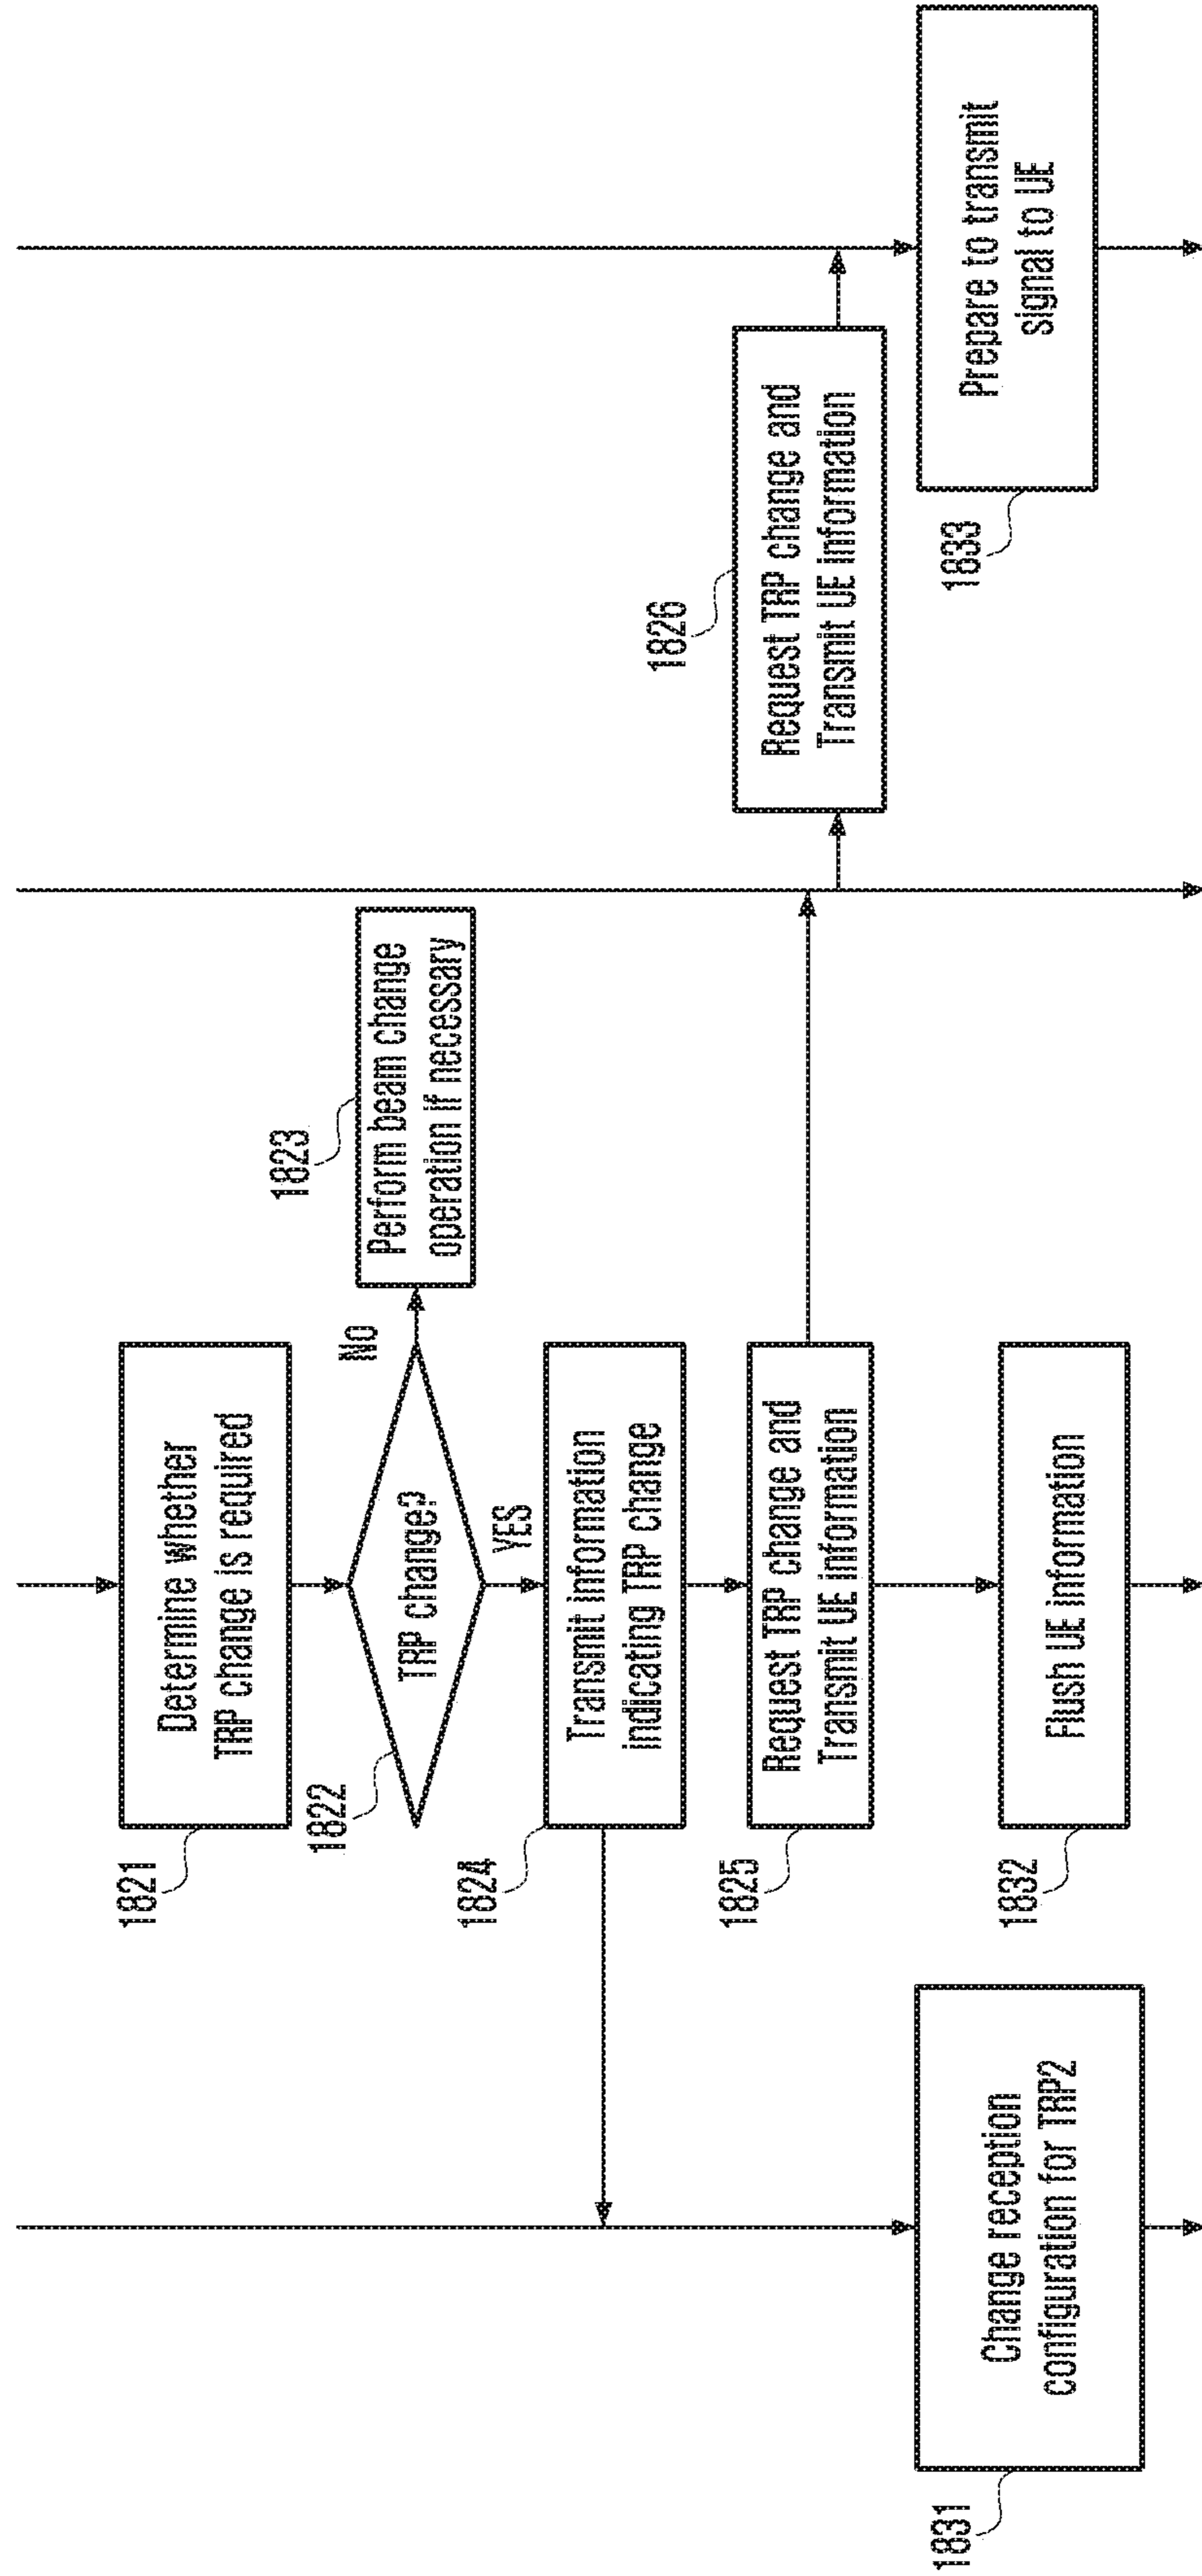 1821
Determine whether
TRP change is required
1822
TRP change?
No
YES
1823
Perform beam change
operation if necessary
1824
Transmit information
indicating TRP change
1825
Request TRP change and
Transmit UE information
1826
Request TRP change and
Transmit UE information
1831
Change reception
configuration for TRP2
1832
Flush UE information
1833
Prepare to transmit
signal to UE